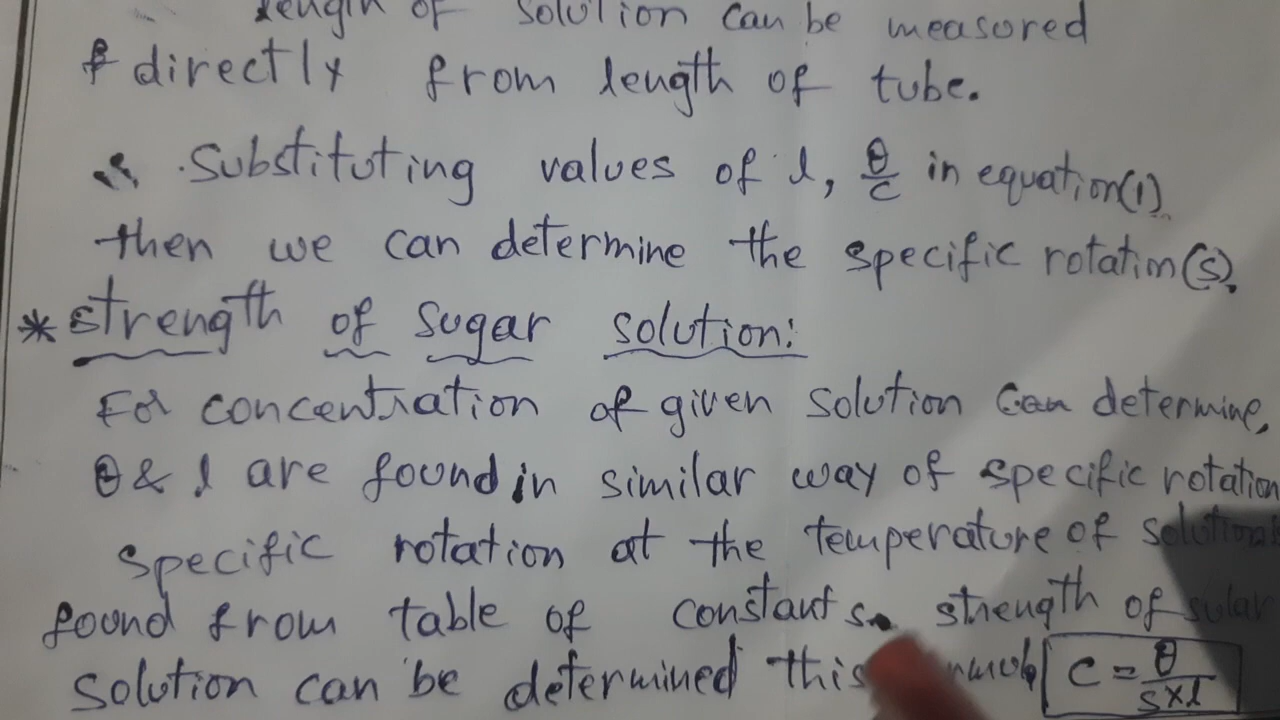 length of solution can be measored
directly from length of tube.
∴ Substituting values of l, θ/c in equation(1)
then we can determine the specific rotation(s).
* strength of sugar solution:
For concentration of given solution can determine,
θ & l are found in similar way of specific rotation
specific rotation at the temperature of solution
found from table of constant s. strength of
solution can be determined this C = θ/s×l